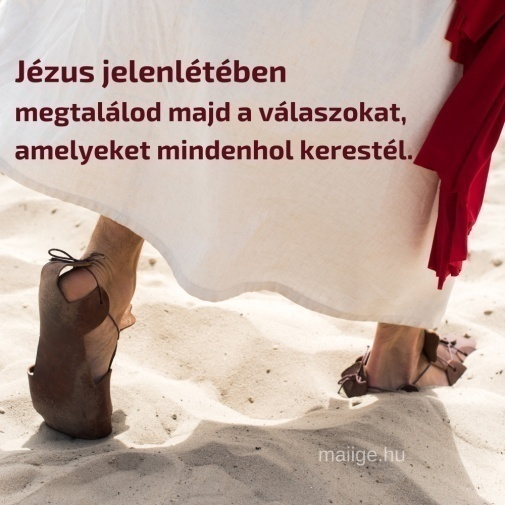 Jézus jelenlétében
megtalálod majd a válaszokat,
amelyeket mindenhol kerestél.
maiige.hu